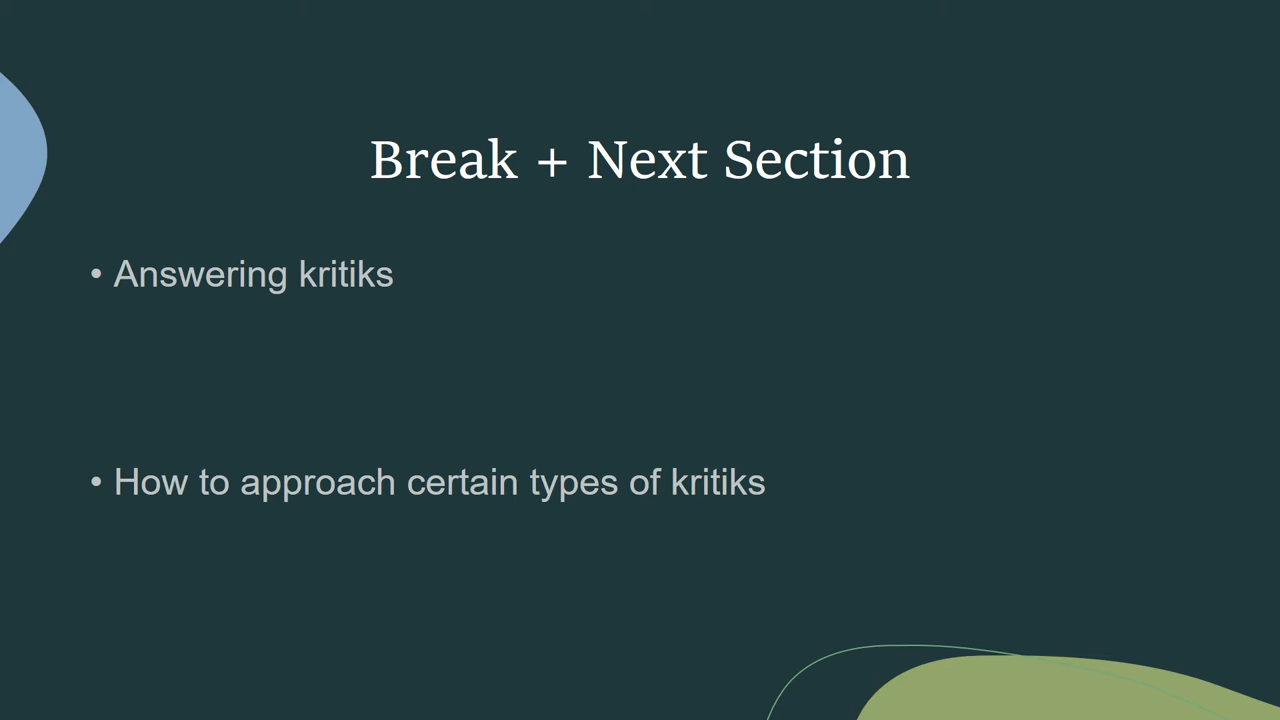 Break + Next Section
• Answering kritiks
• How to approach certain types of kritiks